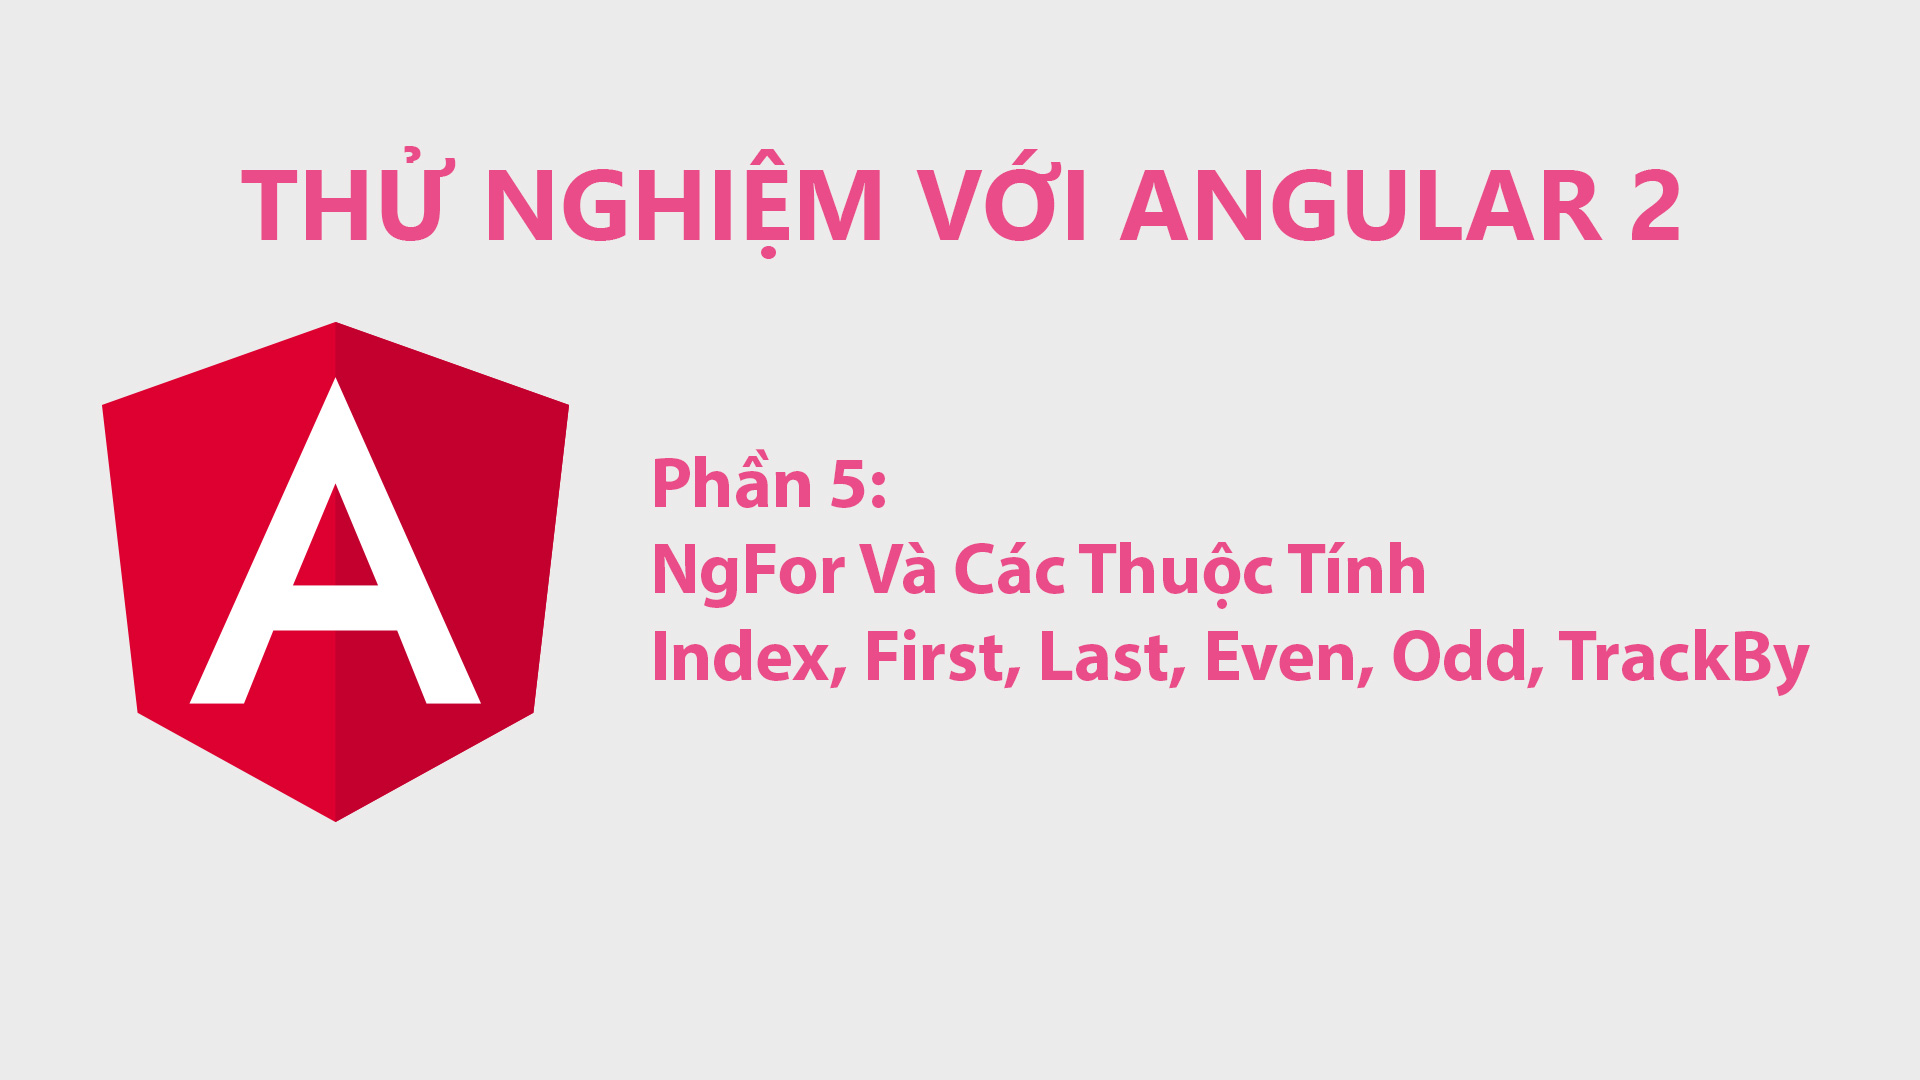 THỬ NGHIỆM VỚI ANGULAR 2
Phần 5:
NgFor Và Các Thuộc Tính
Index, First, Last, Even, Odd, TrackBy